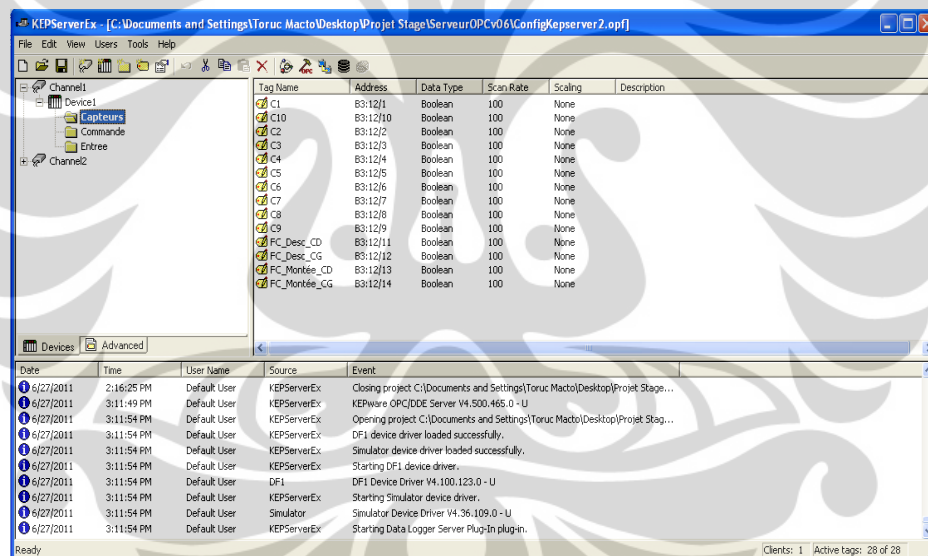 KEPServerEx - [C:\Documents and Settings\Toruc Macto\Desktop\Projet Stage\ServeurOPCv06\ConfigKepserver2.opf]
File Edit View Users Tools Help
Channel1
Device1
Capteurs
Commande
Entree
Channel2
Devices Advanced
Tag Name Address Data Type Scan Rate Scaling Description
C1 B3:12/1 Boolean 100 None
C10 B3:12/10 Boolean 100 None
C2 B3:12/2 Boolean 100 None
C3 B3:12/3 Boolean 100 None
C4 B3:12/4 Boolean 100 None
C5 B3:12/5 Boolean 100 None
C6 B3:12/6 Boolean 100 None
C7 B3:12/7 Boolean 100 None
C8 B3:12/8 Boolean 100 None
C9 B3:12/9 Boolean 100 None
FC_Desc_CD B3:12/11 Boolean 100 None
FC_Desc_CG B3:12/12 Boolean 100 None
FC_Montée_CD B3:12/13 Boolean 100 None
FC_Montée_CG B3:12/14 Boolean 100 None
Date Time User Name Source Event
6/27/2011 2:16:25 PM Default User KEPServerEx Closing project C:\Documents and Settings\Toruc Macto\Desktop\Projet Stage...
6/27/2011 3:11:49 PM Default User KEPServerEx KEPware OPC/DDE Server V4.500.465.0 - U
6/27/2011 3:11:54 PM Default User KEPServerEx Opening project C:\Documents and Settings\Toruc Macto\Desktop\Projet Stag...
6/27/2011 3:11:54 PM Default User KEPServerEx DF1 device driver loaded successfully.
6/27/2011 3:11:54 PM Default User KEPServerEx Simulator device driver loaded successfully.
6/27/2011 3:11:54 PM Default User KEPServerEx Starting DF1 device driver.
6/27/2011 3:11:54 PM Default User DF1 DF1 Device Driver V4.100.123.0 - U
6/27/2011 3:11:54 PM Default User KEPServerEx Starting Simulator device driver.
6/27/2011 3:11:54 PM Default User Simulator Simulator Device Driver V4.36.109.0 - U
6/27/2011 3:11:54 PM Default User KEPServerEx Starting Data Logger Server Plug-In plug-in.
Ready Clients: 1 Active tags: 28 of 28